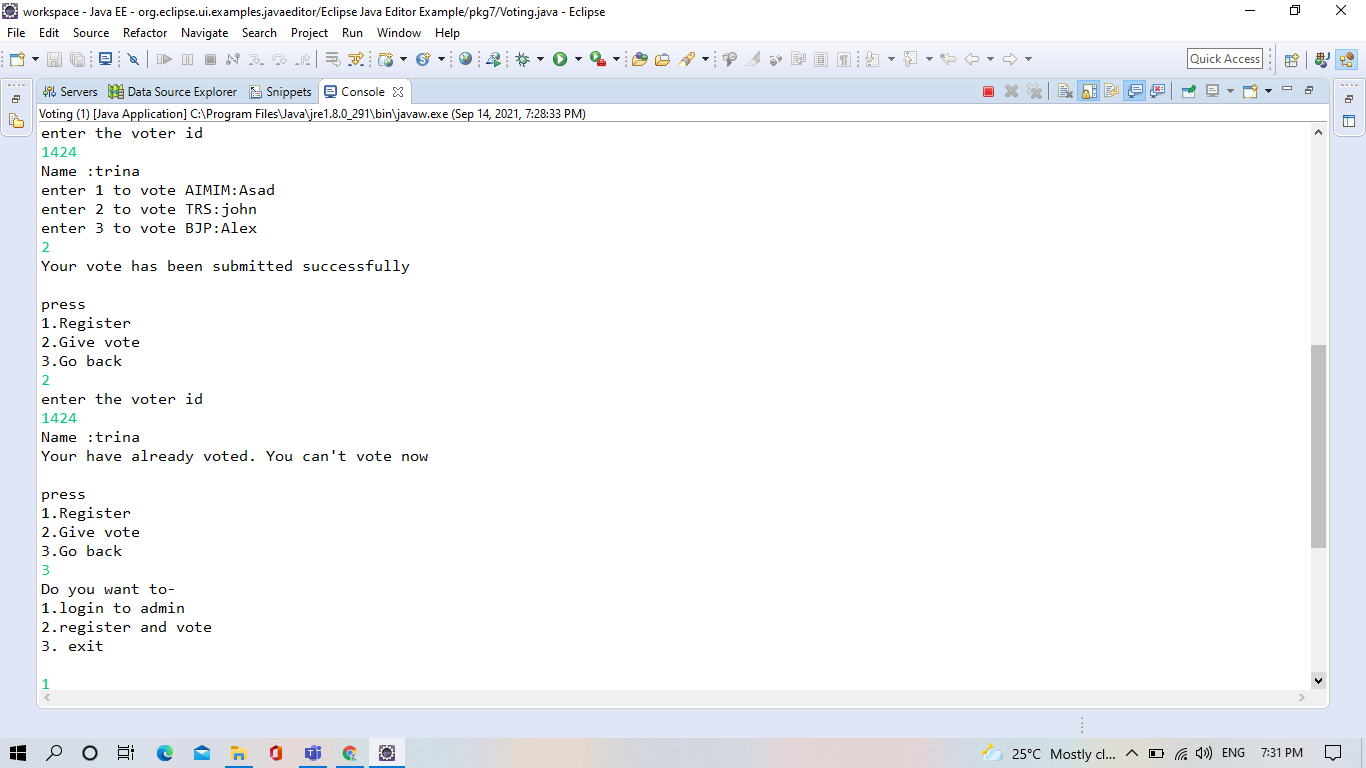 workspace - Java EE - org.eclipse.ui.examples.javaeditor/Eclipse Java Editor Example/pkg7/Voting.java - Eclipse
File Edit Source Refactor Navigate Search Project Run Window Help
Quick Access
Servers Data Source Explorer Snippets Console
Voting (1) [Java Application] C:\Program Files\Java\jre1.8.0_291\bin\javaw.exe (Sep 14, 2021, 7:28:33 PM)
enter the voter id
1424
Name :trina
enter 1 to vote AIMIM:Asad
enter 2 to vote TRS:john
enter 3 to vote BJP:Alex
2
Your vote has been submitted successfully
press
1.Register
2.Give vote
3.Go back
2
enter the voter id
1424
Name :trina
Your have already voted. You can't vote now
press
1.Register
2.Give vote
3.Go back
3
Do you want to-
1.login to admin
2.register and vote
3. exit
1
25°C Mostly cl... ENG 7:31 PM